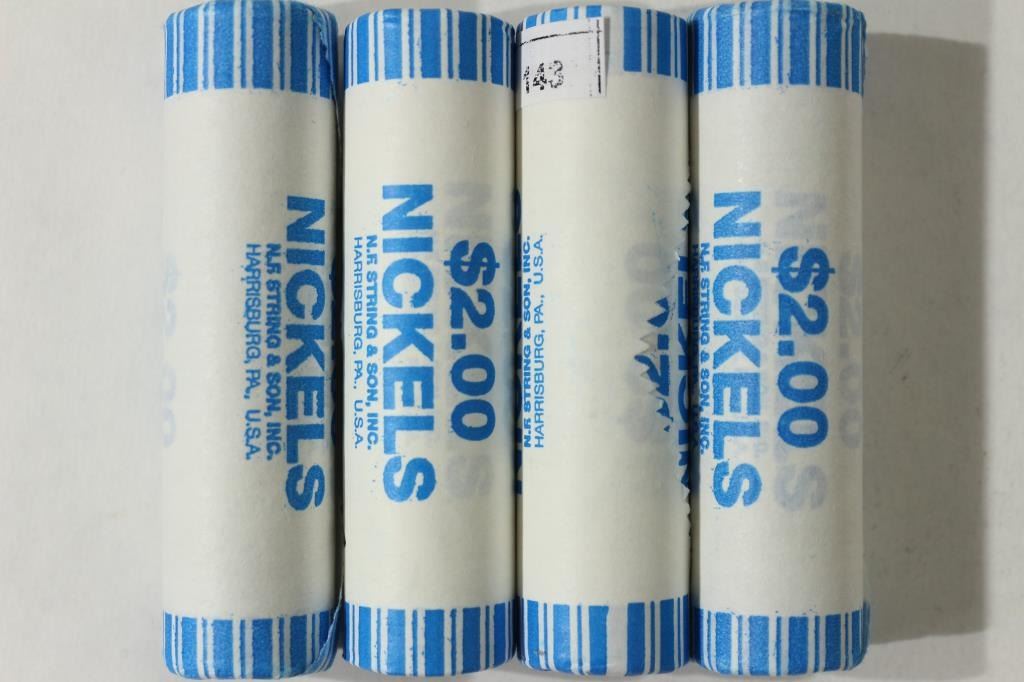 NICKELS
N.F. STRING & SON, INC.
HARRISBURG, PA., U.S.A.
$2.00
NICKELS
N.F. STRING & SON, INC.
HARRISBURG, PA., U.S.A.
43
N.F. STRING & SON, INC.
HARRISBURG, PA., U.S.A.
$2.00
NICKELS
N.F. STRING & SON, INC.